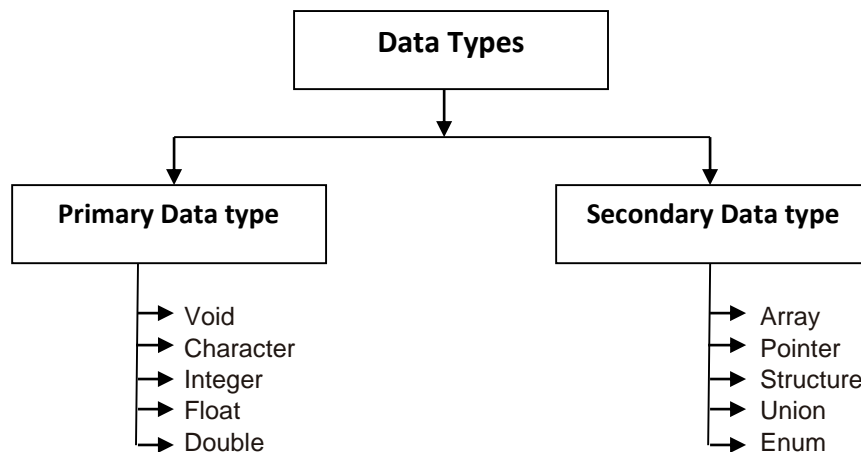 Data Types
Primary Data type
Void
Character
Integer
Float
Double
Secondary Data type
Array
Pointer
Structure
Union
Enum